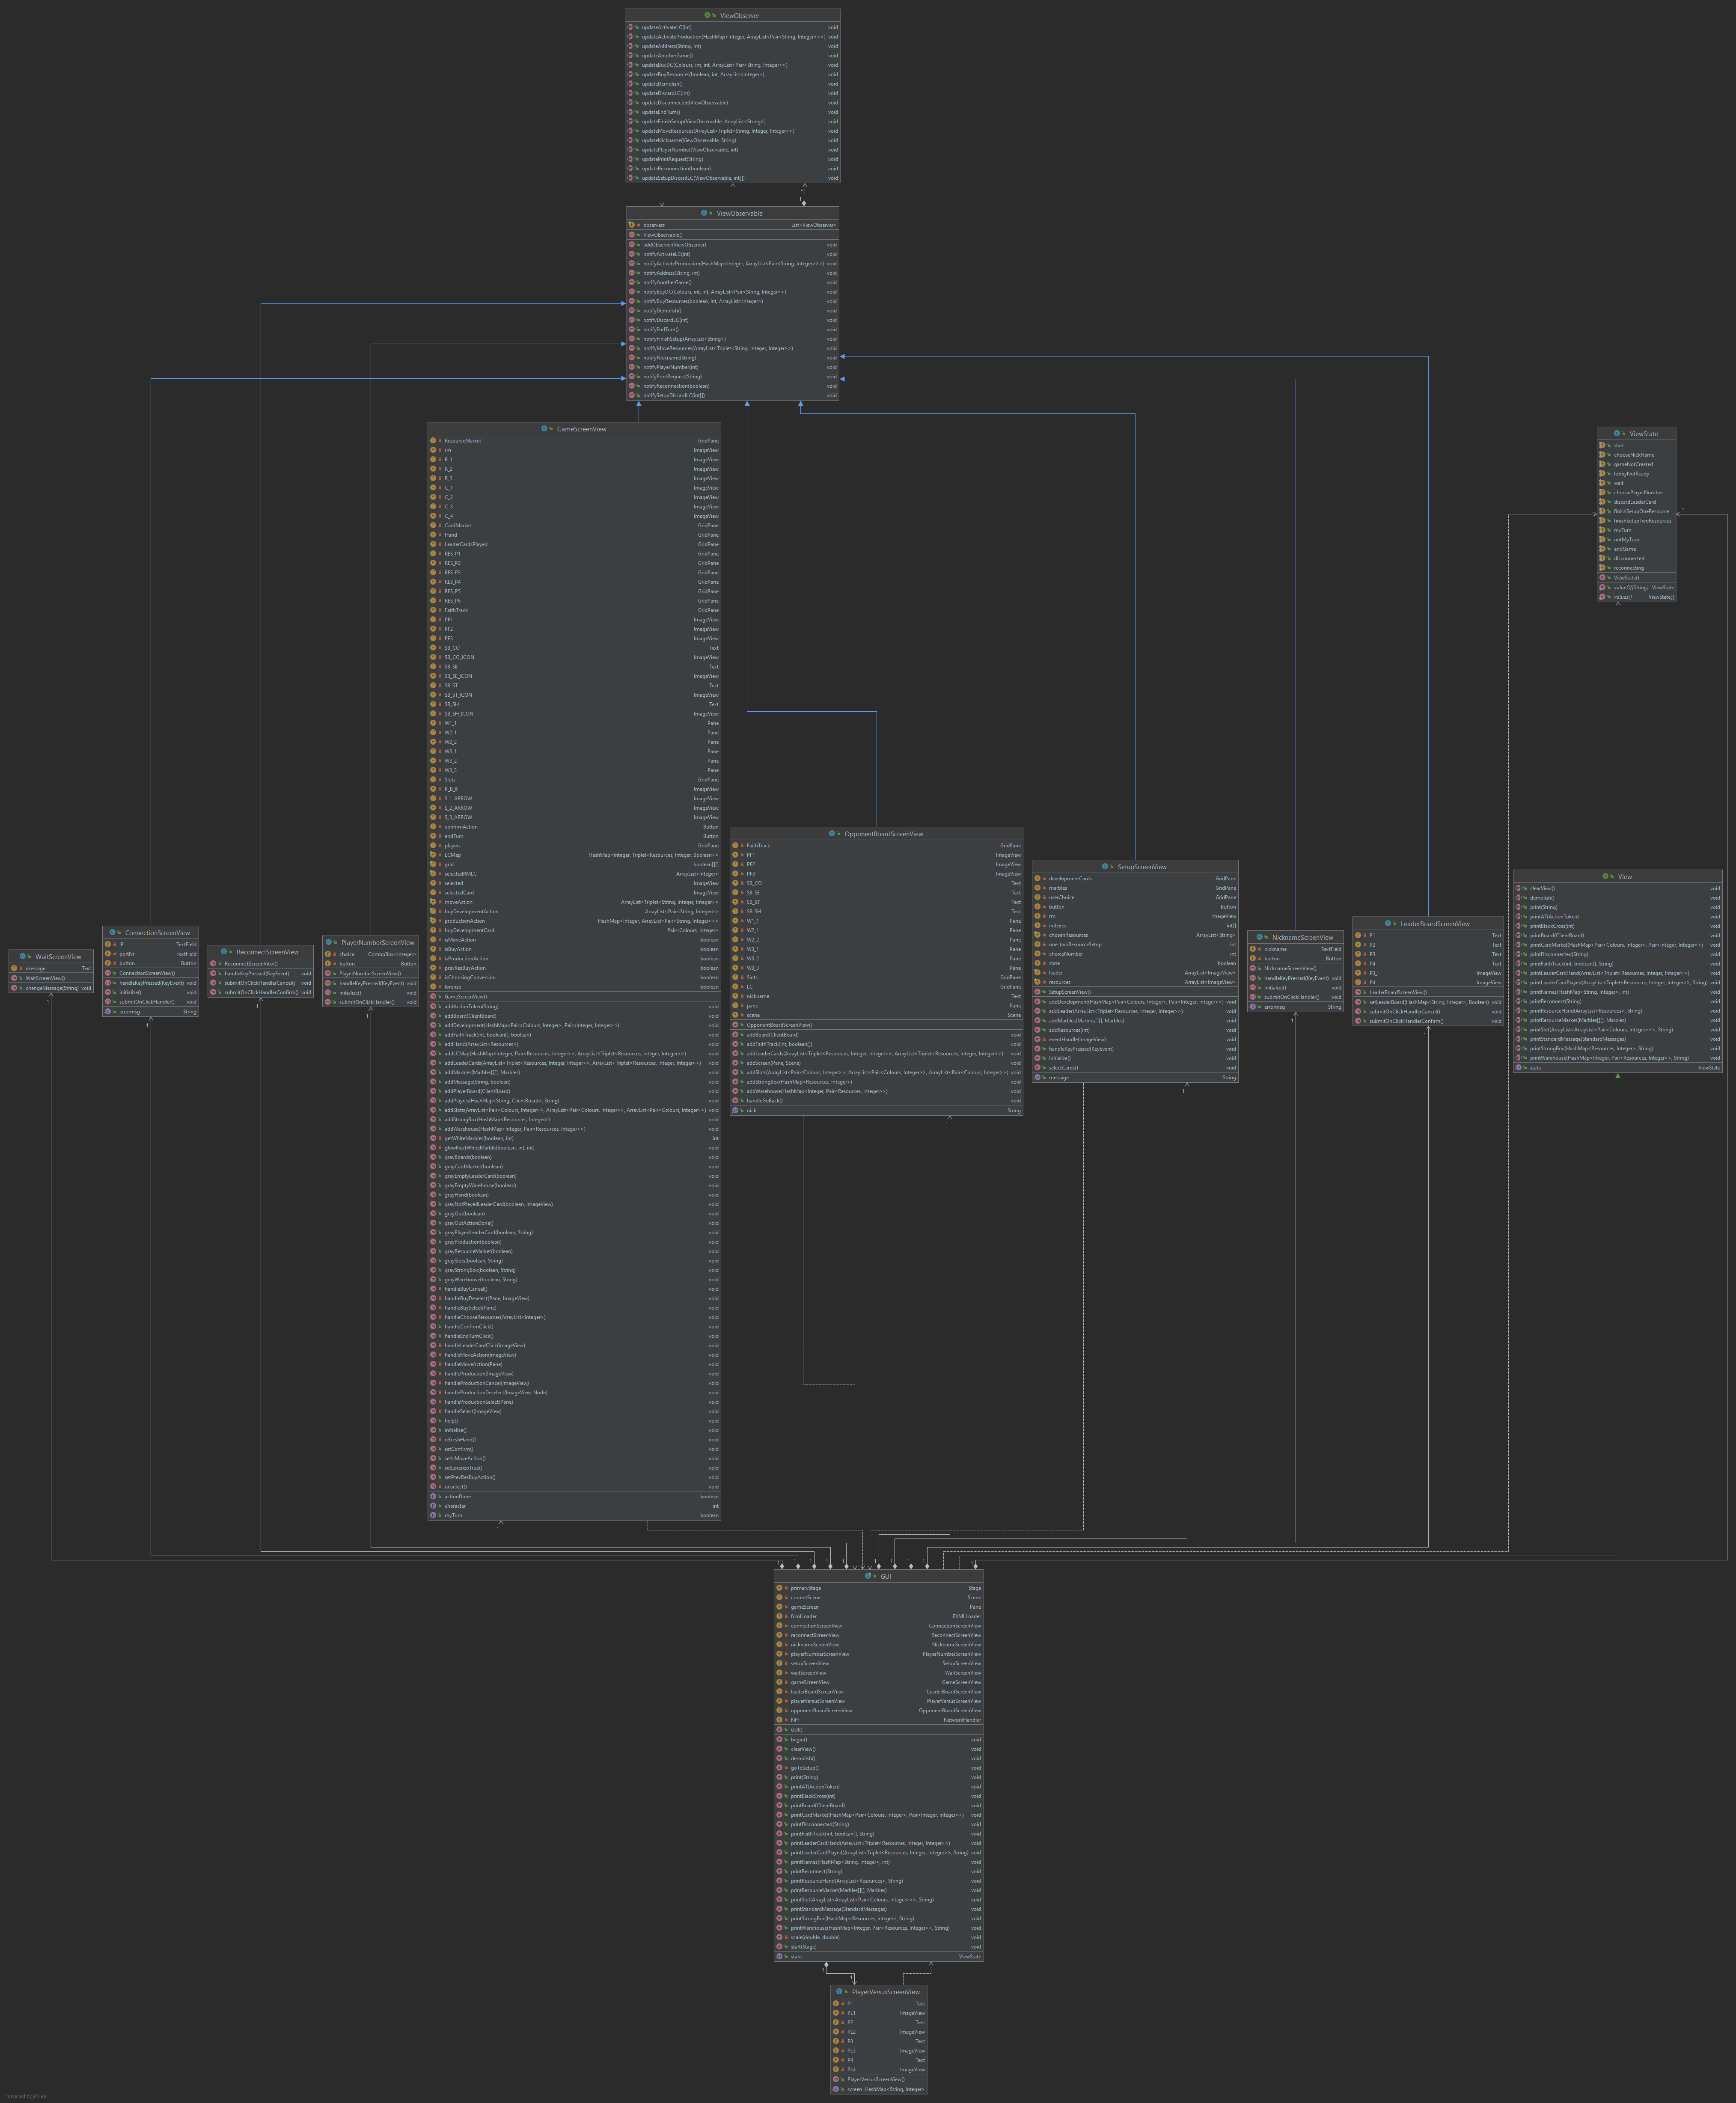 ViewObserver
updateActivateLC(int) void
updateActivateProduction(HashMap<Integer, ArrayList<Pair<String, Integer>>>) void
updateAddress(String, int) void
updateAnotherGame() void
updateBuyDC(Colours, int, int, ArrayList<Pair<String, Integer>>) void
updateBuyResources(boolean, int, ArrayList<Integer>) void
updateDemolish() void
updateDiscardLC(int) void
updateDisconnected(ViewObservable) void
updateEndTurn() void
updateFinishSetup(ViewObservable, ArrayList<String>) void
updateMoveResources(ArrayList<Triplet<String, Integer, Integer>>) void
updateNickname(ViewObservable, String) void
updatePlayerNumber(ViewObservable, int) void
updatePrintRequest(String) void
updateReconnection(boolean) void
updateSetupDiscardLC(ViewObservable, int[]) void
ViewObservable
observers List<ViewObserver>
ViewObservable()
addObserver(ViewObserver) void
notifyActivateLC(int) void
notifyActivateProduction(HashMap<Integer, ArrayList<Pair<String, Integer>>>) void
notifyAddress(String, int) void
notifyAnotherGame() void
notifyBuyDC(Colours, int, int, ArrayList<Pair<String, Integer>>) void
notifyBuyResources(boolean, int, ArrayList<Integer>) void
notifyDemolish() void
notifyDiscardLC(int) void
notifyEndTurn() void
notifyFinishSetup(ArrayList<String>) void
notifyMoveResources(ArrayList<Triplet<String, Integer, Integer>>) void
notifyNickname(String) void
notifyPlayerNumber(int) void
notifyPrintRequest(String) void
notifyReconnection(boolean) void
notifySetupDiscardLC(int[]) void
GameScreenView
ResourceMarket GridPane
rm ImageView
R_1 ImageView
R_2 ImageView
R_3 ImageView
C_1 ImageView
C_2 ImageView
C_3 ImageView
C_4 ImageView
CardMarket GridPane
Hand GridPane
LeaderCardsPlayed GridPane
RES_P1 GridPane
RES_P2 GridPane
RES_P3 GridPane
RES_P4 GridPane
RES_P5 GridPane
RES_P6 GridPane
FaithTrack GridPane
PF1 ImageView
PF2 ImageView
PF3 ImageView
SB_CO Text
SB_CO_ICON ImageView
SB_SE Text
SB_SE_ICON ImageView
SB_ST Text
SB_ST_ICON ImageView
SB_SH Text
SB_SH_ICON ImageView
W1_1 Pane
W2_1 Pane
W2_2 Pane
W3_1 Pane
W3_2 Pane
W3_3 Pane
Slots GridPane
P_B_6 ImageView
S_1_ARROW ImageView
S_2_ARROW ImageView
S_3_ARROW ImageView
confirmAction Button
endTurn Button
players GridPane
LCMap HashMap<Integer, Triplet<Resources, Integer, Boolean>>
grid boolean[][]
selectedRMLC ArrayList<Integer>
selected ImageView
selectedCard ImageView
moveAction ArrayList<Triplet<String, Integer, Integer>>
buyDevelopmentAction ArrayList<Pair<String, Integer>>
productionAction HashMap<Integer, ArrayList<Pair<String, Integer>>>
buyDevelopmentCard Pair<Colours, Integer>
isMoveAction boolean
isBuyAction boolean
isProductionAction boolean
prevResBuyAction boolean
isChoosingConversion boolean
lorenzo boolean
GameScreenView()
addActionToken(String) void
addBoard(ClientBoard) void
addDevelopment(HashMap<Pair<Colours, Integer>, Pair<Integer, Integer>>) void
addFaithTrack(int, boolean[], boolean) void
addHand(ArrayList<Resources>) void
addLCMap(HashMap<Integer, Pair<Resources, Integer>>, ArrayList<Triplet<Resources, Integer, Integer>>) void
addLeaderCards(ArrayList<Triplet<Resources, Integer, Integer>>, ArrayList<Triplet<Resources, Integer, Integer>>) void
addMarbles(Marbles[][], Marbles) void
addMessage(String, boolean) void
addPlayerBoard(ClientBoard) void
addPlayers(HashMap<String, ClientBoard>, String) void
addSlots(ArrayList<Pair<Colours, Integer>>, ArrayList<Pair<Colours, Integer>>, ArrayList<Pair<Colours, Integer>>) void
addStrongBox(HashMap<Resources, Integer>) void
addWarehouse(HashMap<Integer, Pair<Resources, Integer>>) void
getWhiteMarbles(boolean, int) int
glowNextWhiteMarble(boolean, int, int) void
grayBoards(boolean) void
grayCardMarket(boolean) void
grayEmptyLeaderCard(boolean) void
grayEmptyWarehouse(boolean) void
grayHand(boolean) void
grayNotPlayedLeaderCard(boolean, ImageView) void
grayOut(boolean) void
grayOutActionDone() void
grayPlayedLeaderCard(boolean, String) void
grayProduction(boolean) void
grayResourceMarket(boolean) void
graySlots(boolean, String) void
grayStrongBox(boolean, String) void
grayWarehouse(boolean, String) void
handleBuyCancel() void
handleBuyDeselect(Pane, ImageView) void
handleBuySelect(Pane) void
handleChooseResources(ArrayList<Integer>) void
handleConfirmClick() void
handleEndTurnClick() void
handleLeaderCardClick(ImageView) void
handleMoveAction(ImageView) void
handleMoveAction(Pane) void
handleProduction(ImageView) void
handleProductionCancel(ImageView) void
handleProductionDeselect(ImageView, Node) void
handleProductionSelect(Pane) void
handleSelect(ImageView) void
help() void
initialize() void
refreshHand() void
setConfirm() void
setIsMoveAction() void
setLorenzoTrue() void
setPrevResBuyAction() void
unselect() void
actionDone boolean
character int
myTurn boolean
ViewState
start
chooseNickName
gameNotCreated
lobbyNotReady
wait
choosePlayerNumber
discardLeaderCard
finishSetupOneResource
finishSetupTwoResources
myTurn
notMyTurn
endGame
disconnected
reconnecting
ViewState()
valueOf(String) ViewState
values() ViewState[]
OpponentBoardScreenView
FaithTrack GridPane
PF1 ImageView
PF2 ImageView
PF3 ImageView
SB_CO Text
SB_SE Text
SB_ST Text
SB_SH Text
W1_1 Pane
W2_1 Pane
W2_2 Pane
W3_1 Pane
W3_2 Pane
W3_3 Pane
Slots GridPane
LC GridPane
nickname Text
pane Pane
scene Scene
OpponentBoardScreenView()
addBoard(ClientBoard) void
addFaithTrack(int, boolean[]) void
addLeaderCards(ArrayList<Triplet<Resources, Integer, Integer>>, ArrayList<Triplet<Resources, Integer, Integer>>) void
addScreen(Pane, Scene) void
addSlots(ArrayList<Pair<Colours, Integer>>, ArrayList<Pair<Colours, Integer>>, ArrayList<Pair<Colours, Integer>>) void
addStrongBox(HashMap<Resources, Integer>) void
addWarehouse(HashMap<Integer, Pair<Resources, Integer>>) void
handleGoBack() void
nick String
SetupScreenView
developmentCards GridPane
marbles GridPane
userChoice GridPane
button Button
rm ImageView
indexes int[]
chosenResources ArrayList<String>
one_twoResourceSetup int
choiceNumber int
state boolean
leader ArrayList<ImageView>
resources ArrayList<ImageView>
SetupScreenView()
addDevelopment(HashMap<Pair<Colours, Integer>, Pair<Integer, Integer>>) void
addLeader(ArrayList<Triplet<Resources, Integer, Integer>>) void
addMarbles(Marbles[][], Marbles) void
addResources(int) void
eventHandle(ImageView) void
handleKeyPressed(KeyEvent) void
initialize() void
selectCards() void
message String
View
clearView() void
demolish() void
print(String) void
printAT(ActionToken) void
printBlackCross(int) void
printBoard(ClientBoard) void
printCardMarket(HashMap<Pair<Colours, Integer>, Pair<Integer, Integer>>) void
printDisconnected(String) void
printFaithTrack(int, boolean[], String) void
printLeaderCardHand(ArrayList<Triplet<Resources, Integer, Integer>>) void
printLeaderCardPlayed(ArrayList<Triplet<Resources, Integer, Integer>>, String) void
printNames(HashMap<String, Integer>, int) void
printReconnect(String) void
printResourceHand(ArrayList<Resources>, String) void
printResourceMarket(Marbles[][], Marbles) void
printSlot(ArrayList<ArrayList<Pair<Colours, Integer>>>, String) void
printStandardMessage(StandardMessages) void
printStrongBox(HashMap<Resources, Integer>, String) void
printWarehouse(HashMap<Integer, Pair<Resources, Integer>>, String) void
state ViewState
WaitScreenView
message Text
WaitScreenView()
changeMessage(String) void
ConnectionScreenView
IP TextField
portNr TextField
button Button
ConnectionScreenView()
handleKeyPressed(KeyEvent) void
initialize() void
submitOnClickHandler() void
errormsg String
ReconnectScreenView
ReconnectScreenView()
handleKeyPressed(KeyEvent) void
submitOnClickHandlerCancel() void
submitOnClickHandlerConfirm() void
PlayerNumberScreenView
choice ComboBox<Integer>
button Button
PlayerNumberScreenView()
handleKeyPressed(KeyEvent) void
initialize() void
submitOnClickHandler() void
NicknameScreenView
nickname TextField
button Button
NicknameScreenView()
handleKeyPressed(KeyEvent) void
initialize() void
submitOnClickHandler() void
errormsg String
LeaderBoardScreenView
P1 Text
P2 Text
P3 Text
P4 Text
P3_I ImageView
P4_I ImageView
LeaderBoardScreenView()
setLeaderBoard(HashMap<String, Integer>, Boolean) void
submitOnClickHandlerCancel() void
submitOnClickHandlerConfirm() void
GUI
primaryStage Stage
currentScene Scene
gameScreen Pane
fxmlLoader FXMLLoader
connectionScreenView ConnectionScreenView
reconnectScreenView ReconnectScreenView
nicknameScreenView NicknameScreenView
playerNumberScreenView PlayerNumberScreenView
setupScreenView SetupScreenView
waitScreenView WaitScreenView
gameScreenView GameScreenView
leaderBoardScreenView LeaderBoardScreenView
playerVersusScreenView PlayerVersusScreenView
opponentBoardScreenView OpponentBoardScreenView
NH NetworkHandler
GUI()
begin() void
clearView() void
demolish() void
goToSetup() void
print(String) void
printAT(ActionToken) void
printBlackCross(int) void
printBoard(ClientBoard) void
printCardMarket(HashMap<Pair<Colours, Integer>, Pair<Integer, Integer>>) void
printDisconnected(String) void
printFaithTrack(int, boolean[], String) void
printLeaderCardHand(ArrayList<Triplet<Resources, Integer, Integer>>) void
printLeaderCardPlayed(ArrayList<Triplet<Resources, Integer, Integer>>, String) void
printNames(HashMap<String, Integer>, int) void
printReconnect(String) void
printResourceHand(ArrayList<Resources>, String) void
printResourceMarket(Marbles[][], Marbles) void
printSlot(ArrayList<ArrayList<Pair<Colours, Integer>>>, String) void
printStandardMessage(StandardMessages) void
printStrongBox(HashMap<Resources, Integer>, String) void
printWarehouse(HashMap<Integer, Pair<Resources, Integer>>, String) void
scale(double, double) void
start(Stage) void
state ViewState
PlayerVersusScreenView
P1 Text
PL1 ImageView
P2 Text
PL2 ImageView
P3 Text
PL3 ImageView
P4 Text
PL4 ImageView
PlayerVersusScreenView()
screen HashMap<String, Integer>
Powered by yFiles